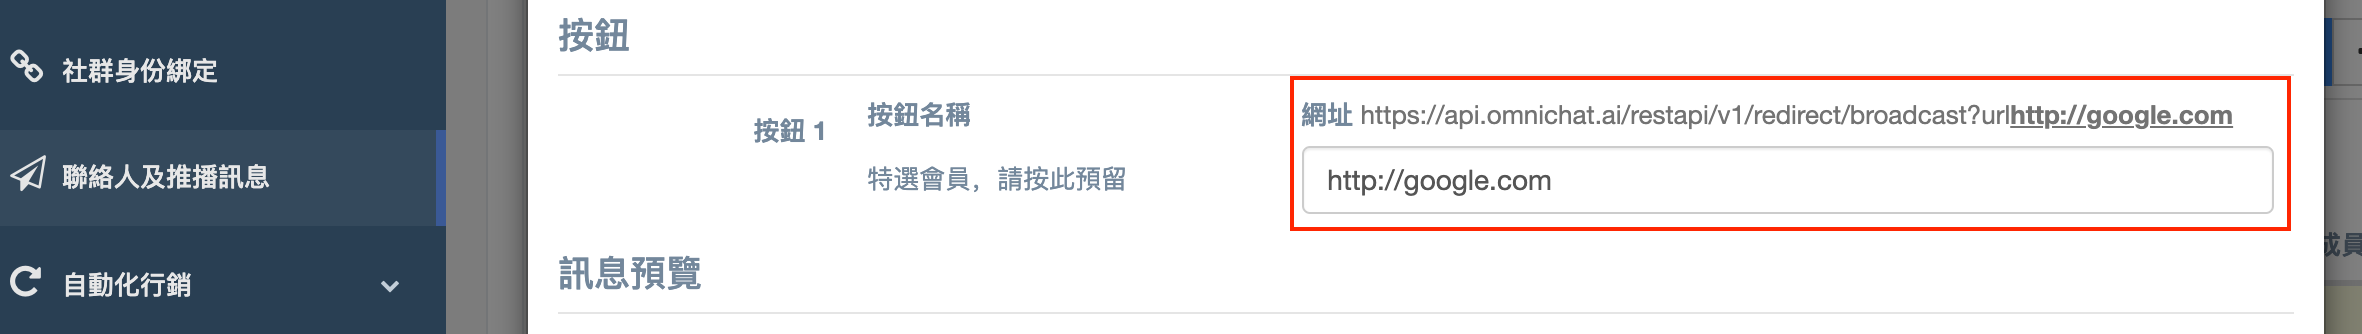 社群身份綁定
聯絡人及推播訊息
自動化行銷
按鈕
按鈕 1
按鈕名稱
特選會員，請按此預留
網址 https://api.omnichat.ai/restapi/v1/redirect/broadcast?urlhttp://google.com
http://google.com
訊息預覽
成員